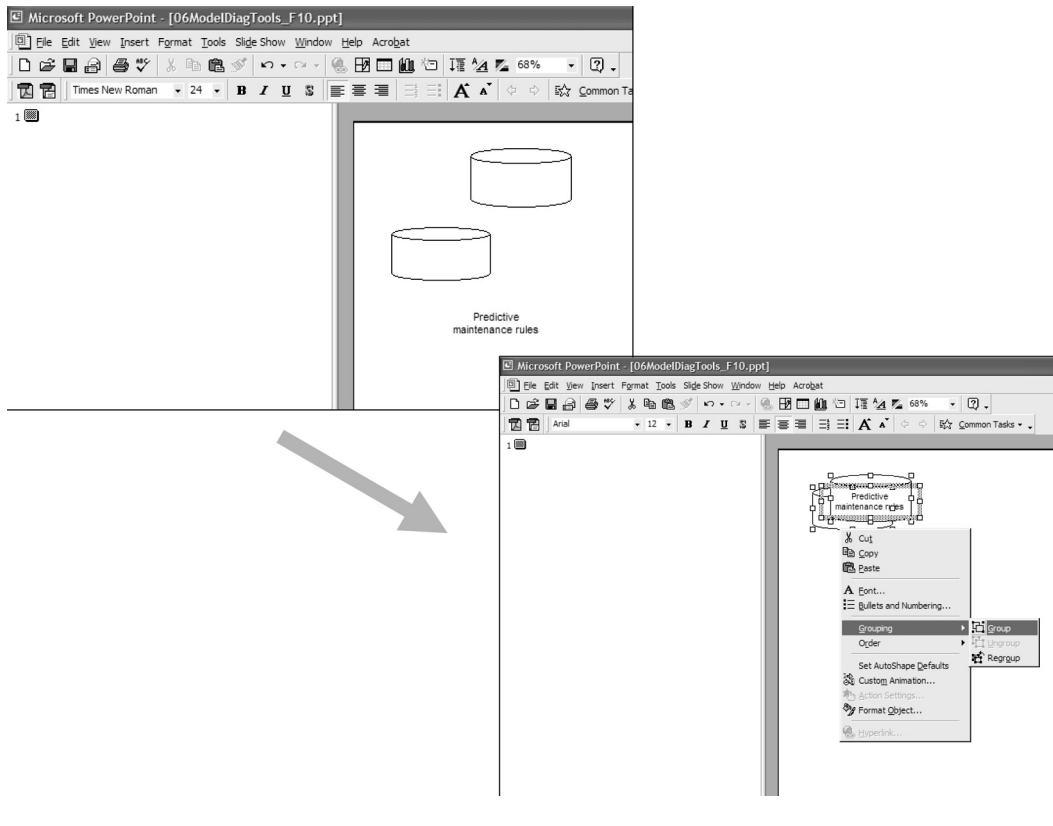 Microsoft PowerPoint - [06ModelDiagTools_F10.ppt]
File Edit View Insert Format Tools Slide Show Window Help Acrobat
68%
Times New Roman 24 B I U S A A Common Ta
1
Predictive
maintenance rules
Microsoft PowerPoint - [06ModelDiagTools_F10.ppt]
File Edit View Insert Format Tools Slide Show Window Help Acrobat
68%
Arial 12 B I U S A A Common Tasks
1
Predictive
maintenance rules
Cut
Copy
Paste
Font...
Bullets and Numbering...
Grouping
Group
Order
Ungroup
Regroup
Set AutoShape Defaults
Custom Animation...
Action Settings...
Format Object...
Hyperlink...